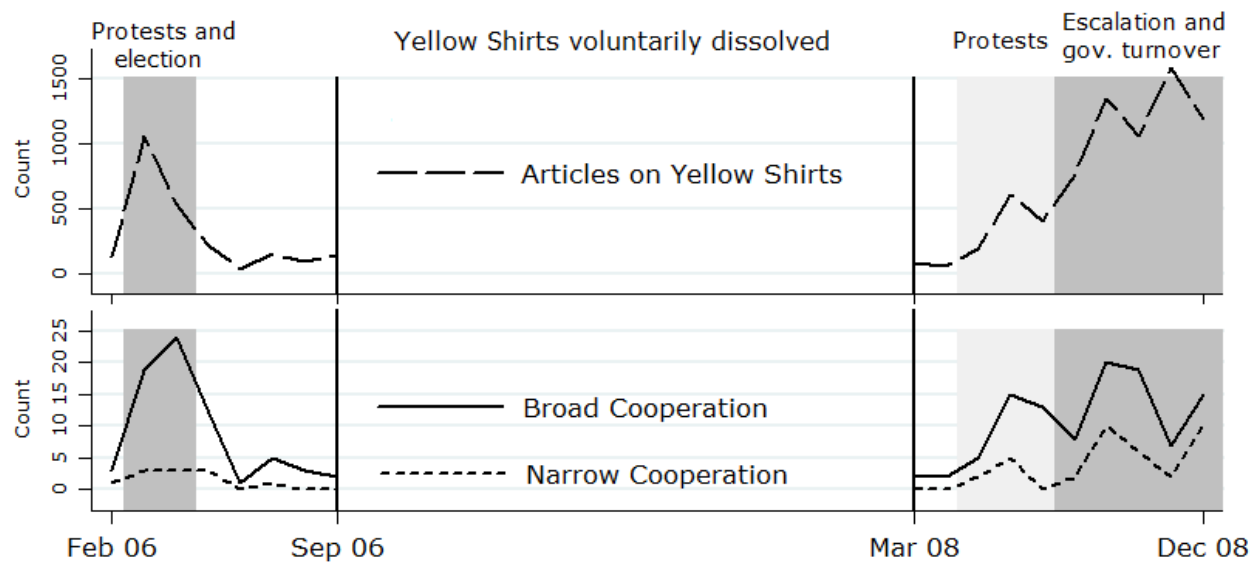 Protests and
election
Yellow Shirts voluntarily dissolved
Protests
Escalation and
gov. turnover
Count
1500
1000
500
0
Articles on Yellow Shirts
Count
25
20
15
10
5
0
Broad Cooperation
Narrow Cooperation
Feb 06
Sep 06
Mar 08
Dec 08